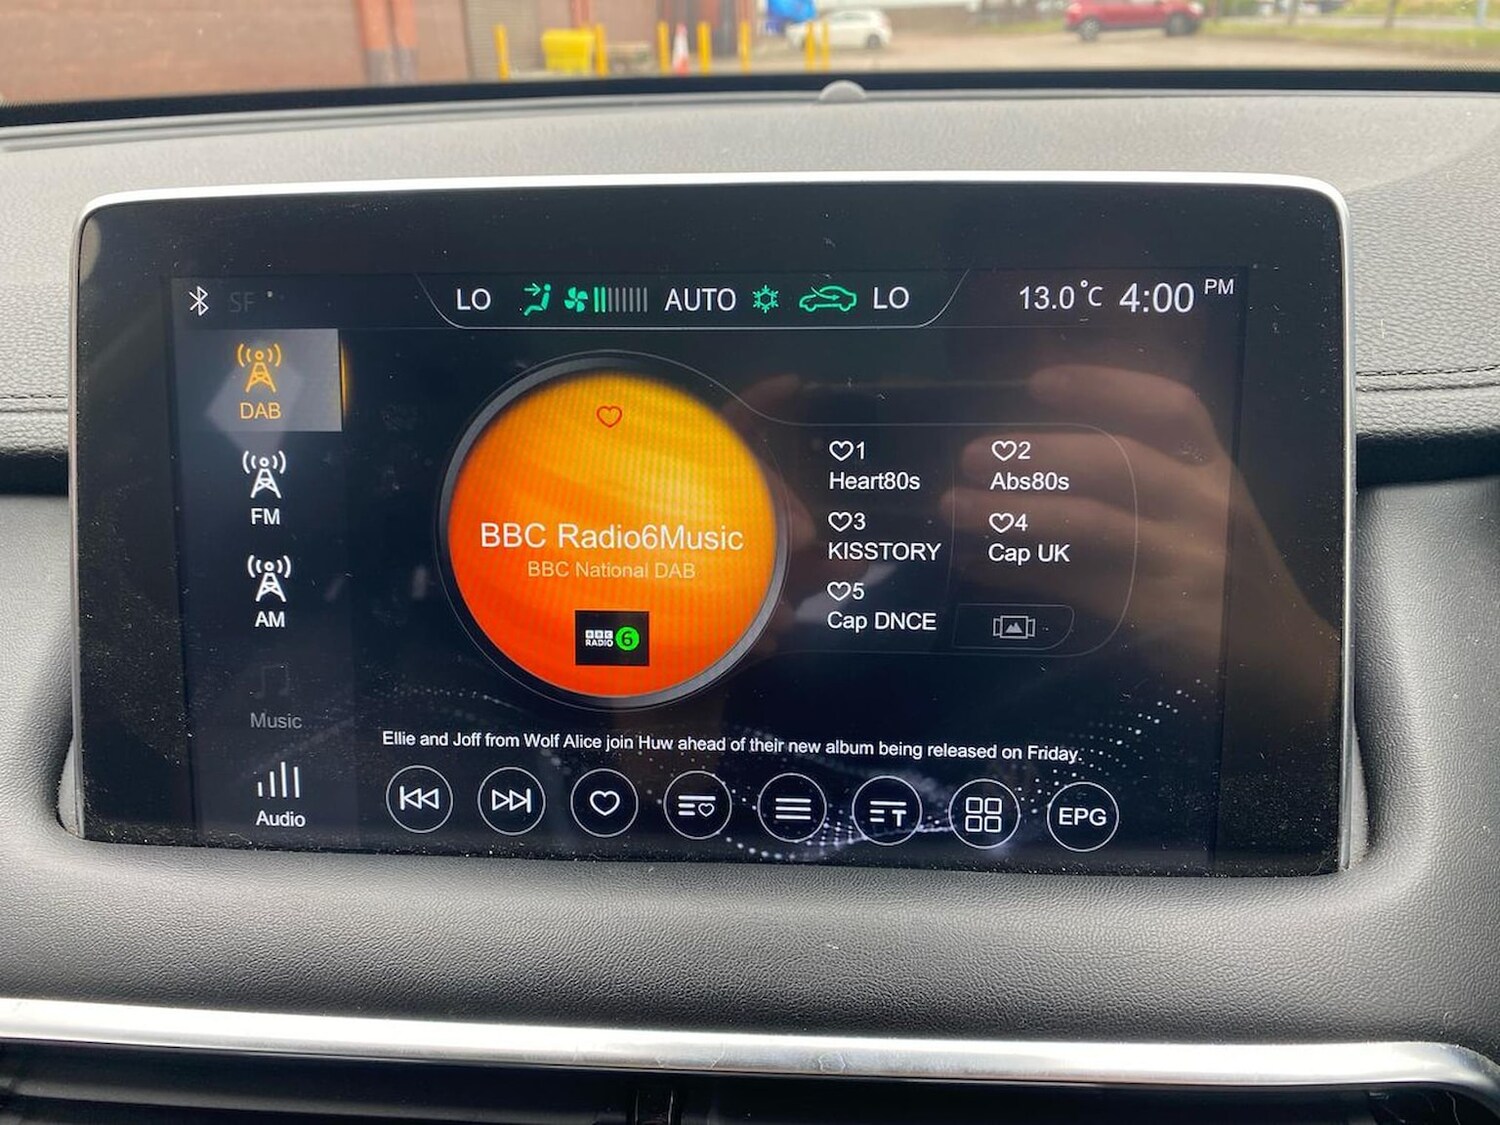 SF
LO AUTO LO
13.0°C 4:00 PM
DAB
FM
AM
Music
Audio
BBC Radio6Music
BBC National DAB
BBC
RADIO 6
1
Heart80s
2
Abs80s
3
KISSTORY
4
Cap UK
5
Cap DNCE
Ellie and Joff from Wolf Alice join Huw ahead of their new album being released on Friday.
T
EPG